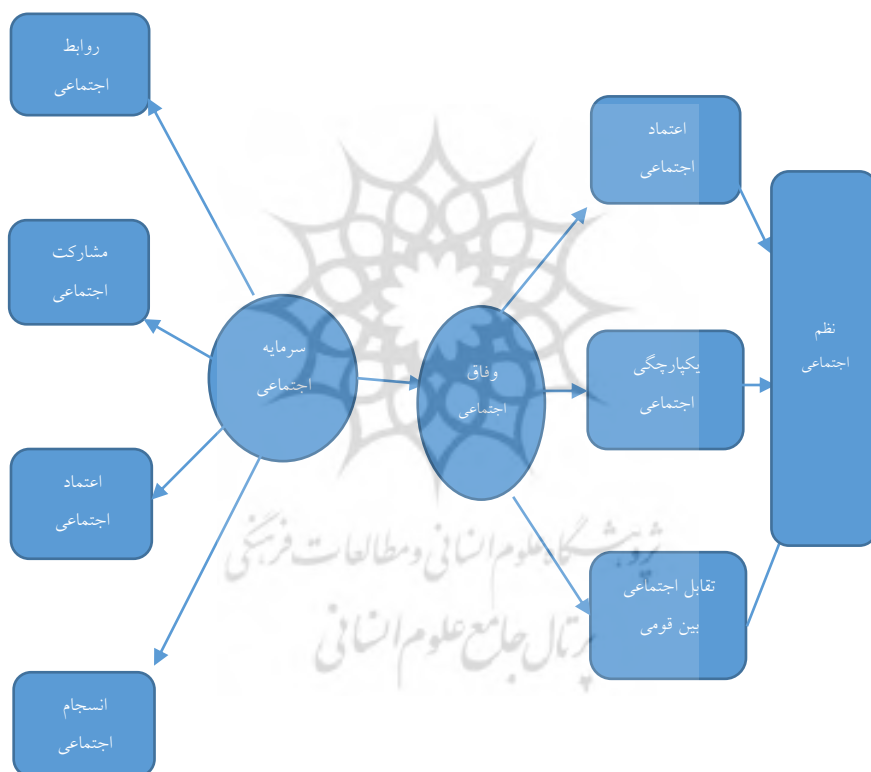 روابط
اجتماعی
مشارکت
اجتماعی
اعتماد
اجتماعی
انسجام
اجتماعی
سرمایه
اجتماعی
وفاق
اجتماعی
اعتماد
اجتماعی
یکپارچگی
اجتماعی
تقابل اجتماعی
بین قومی
نظم
اجتماعی
پژوهشگاه علوم انسانی و مطالعات فرهنگی
پرتال جامع علوم انسانی